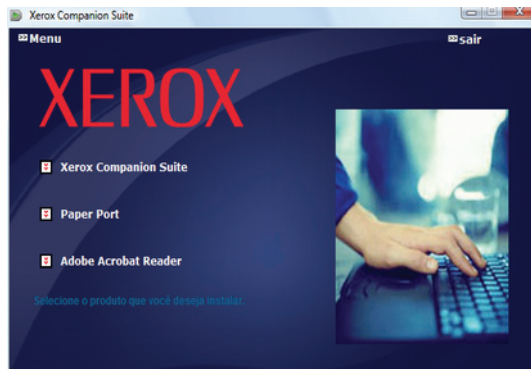 Xerox Companion Suite
Menu
sair
XEROX
Xerox Companion Suite
Paper Port
Adobe Acrobat Reader
Selecione o produto que você deseja instalar.